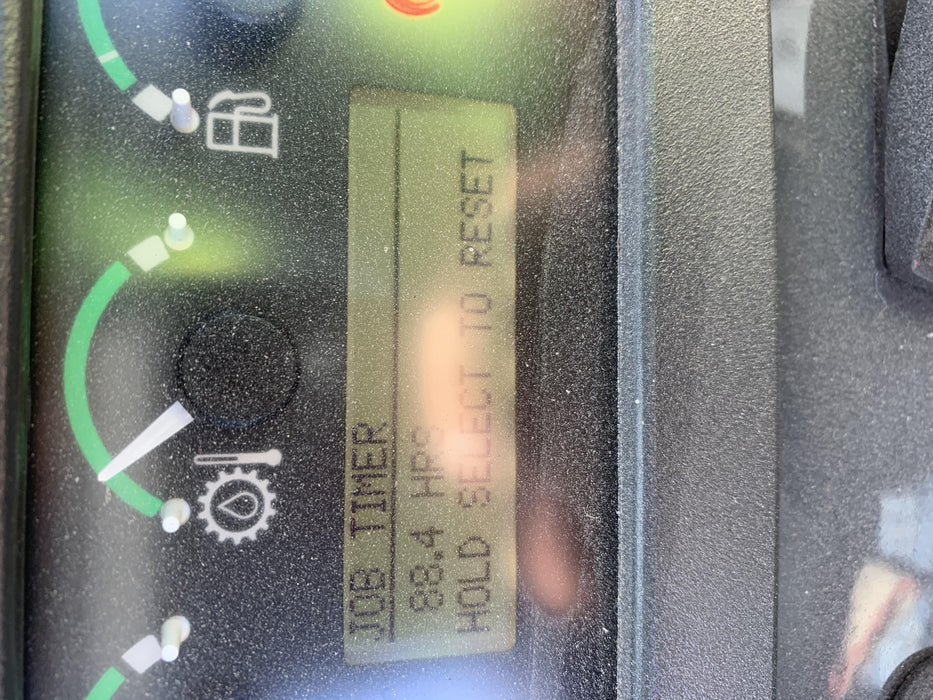 JOB TIMER
88.4 HRS
HOLD SELECT TO RESET